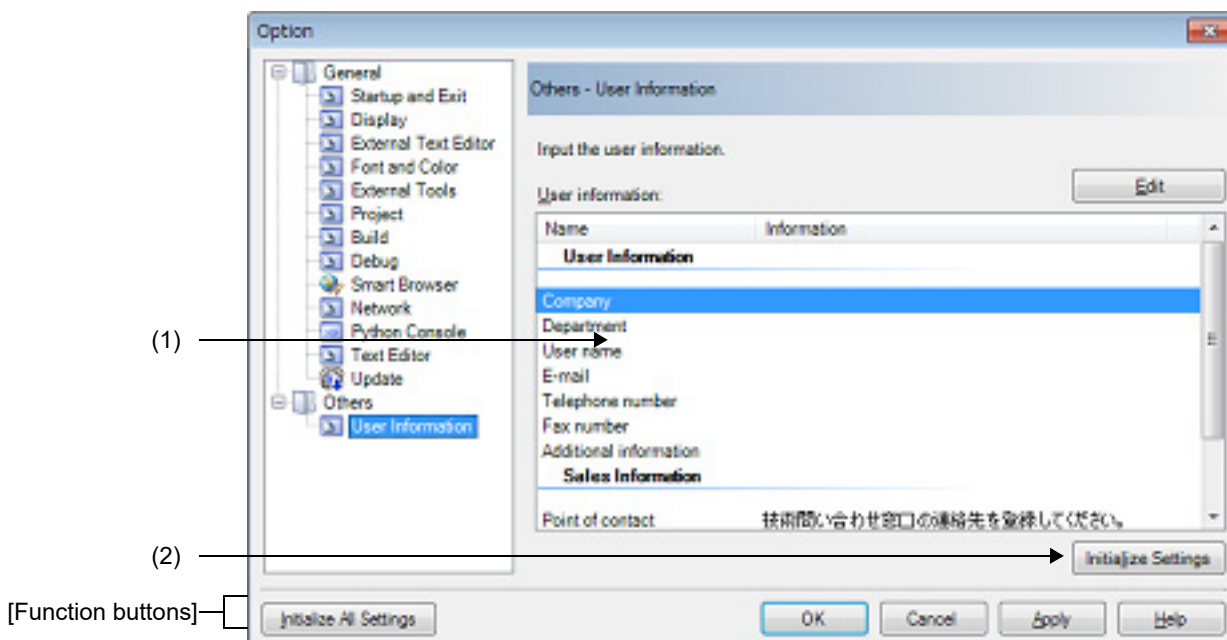 Option
General
Startup and Exit
Display
External Text Editor
Font and Color
External Tools
Project
Build
Debug
Smart Browser
Network
Python Console
Text Editor
Update
Others
User Information
Others - User Information
Input the user information.
User information:
Edit
Name Information
User Information
Company
Department
User name
E-mail
Telephone number
Fax number
Additional information
Sales Information
Point of contact 技術問い合わせ窓口の連絡先を登録してください。
Initialize Settings
(1)
(2)
[Function buttons]
Initialize All Settings
OK Cancel Apply Help